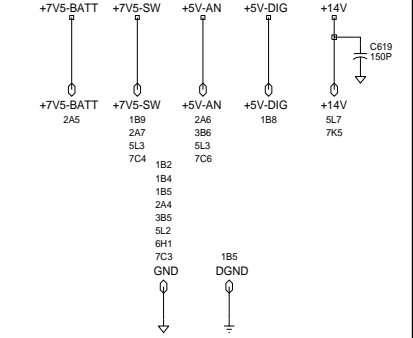 +7V5-BATT +7V5-SW +5V-AN +5V-DIG +14V
C619
150P
+7V5-BATT +7V5-SW +5V-AN +5V-DIG +14V
2A5 1B9 2A6 1B8 5L7
2A7 3B6 7K5
5L3 5L3
7C4 7C6
1B2
1B4
1B5
2A4
3B5
5L2
6H1
7C3 1B5
GND DGND